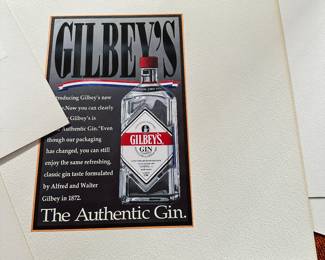 GILBEY'S
oducing Gilbey's new
Now you can clearly
Gilbey's is
uthentic Gin."Even
though our packaging
has changed, you can still
enjoy the same refreshing,
classic gin taste formulated
by Alfred and Walter
Gilbey in 1872.
GILBEY'S
GIN
The Authentic Gin.